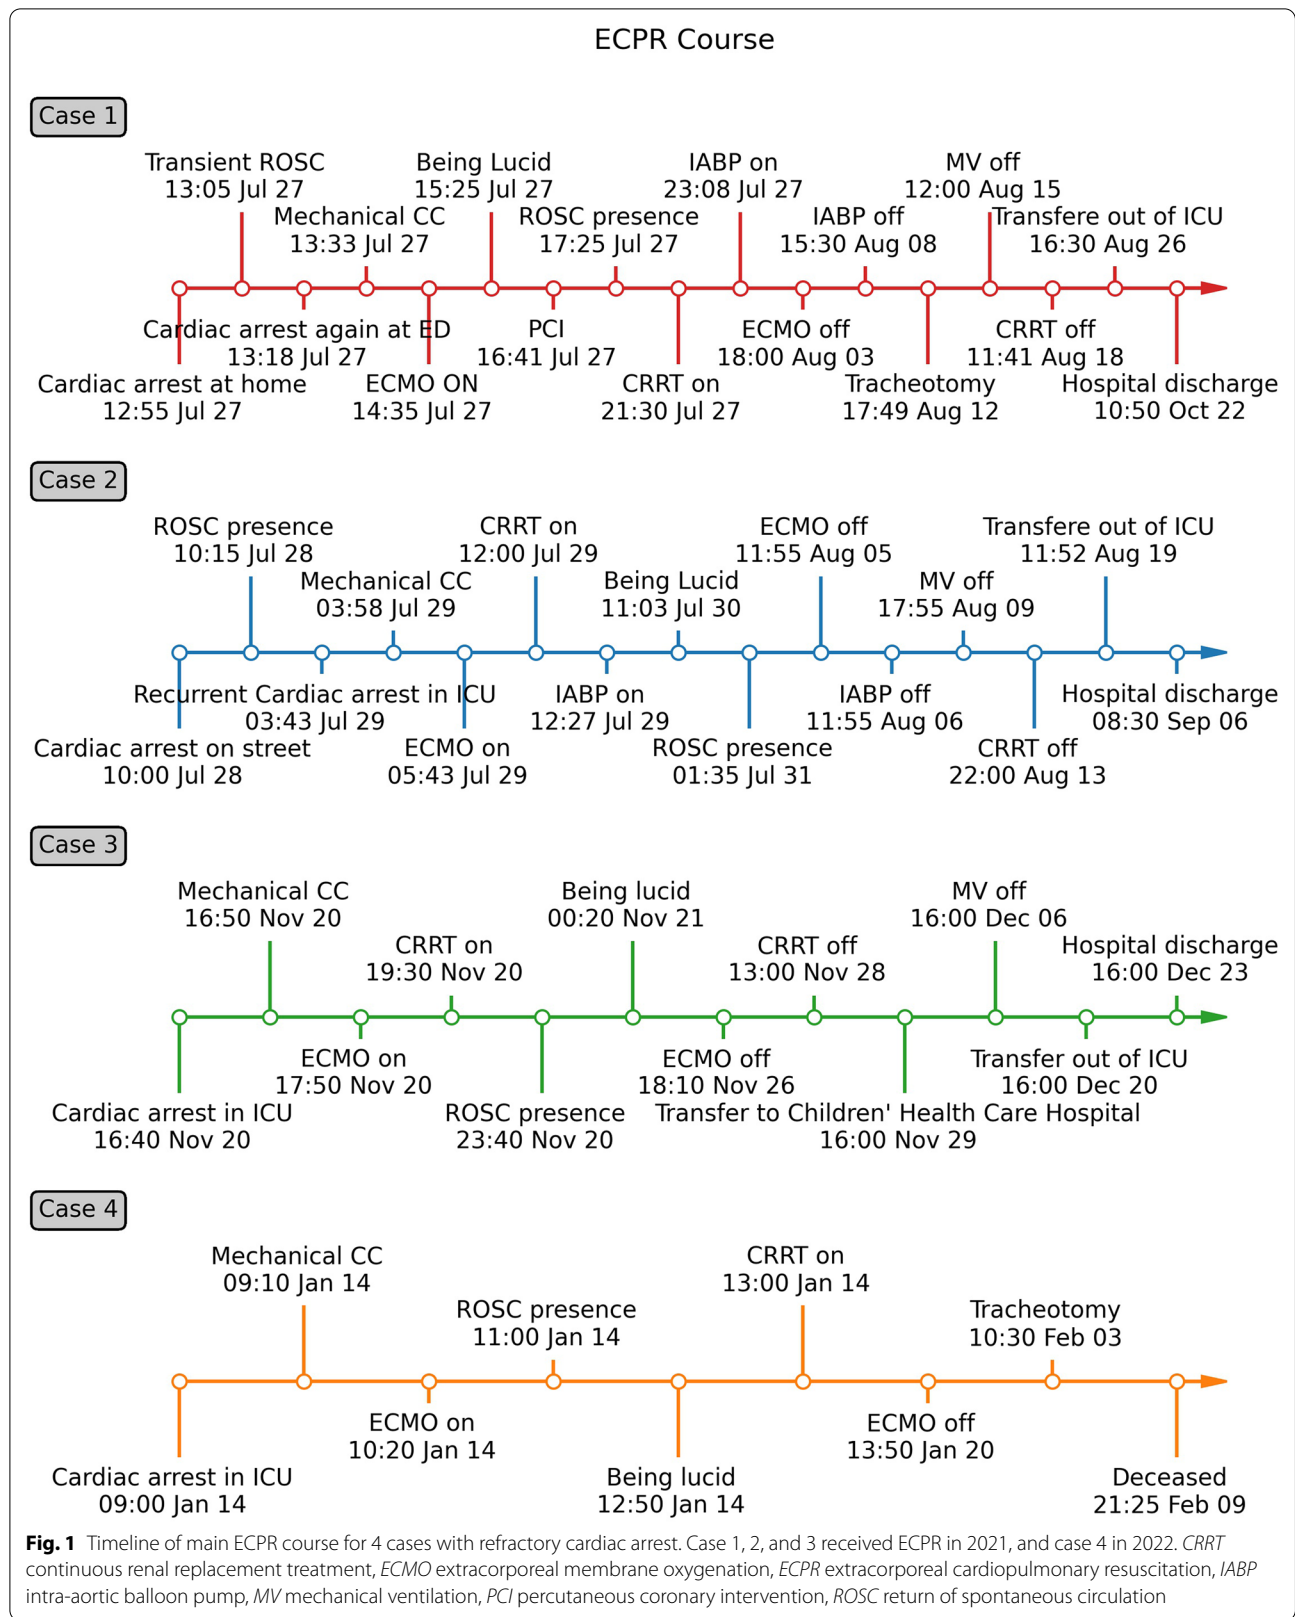 ECPR Course
Case 1
Transient ROSC
13:05 Jul 27
Being Lucid
15:25 Jul 27
IABP on
23:08 Jul 27
MV off
12:00 Aug 15
Mechanical CC
13:33 Jul 27
ROSC presence
17:25 Jul 27
IABP off
15:30 Aug 08
Transfere out of ICU
16:30 Aug 26
Cardiac arrest again at ED
13:18 Jul 27
PCI
16:41 Jul 27
ECMO off
18:00 Aug 03
CRRT off
11:41 Aug 18
Cardiac arrest at home
12:55 Jul 27
ECMO ON
14:35 Jul 27
CRRT on
21:30 Jul 27
Tracheotomy
17:49 Aug 12
Hospital discharge
10:50 Oct 22
Case 2
ROSC presence
10:15 Jul 28
CRRT on
12:00 Jul 29
ECMO off
11:55 Aug 05
Transfere out of ICU
11:52 Aug 19
Mechanical CC
03:58 Jul 29
Being Lucid
11:03 Jul 30
MV off
17:55 Aug 09
Recurrent Cardiac arrest in ICU
03:43 Jul 29
IABP on
12:27 Jul 29
IABP off
11:55 Aug 06
Hospital discharge
08:30 Sep 06
Cardiac arrest on street
10:00 Jul 28
ECMO on
05:43 Jul 29
ROSC presence
01:35 Jul 31
CRRT off
22:00 Aug 13
Case 3
Mechanical CC
16:50 Nov 20
Being lucid
00:20 Nov 21
MV off
16:00 Dec 06
CRRT on
19:30 Nov 20
CRRT off
13:00 Nov 28
Hospital discharge
16:00 Dec 23
ECMO on
17:50 Nov 20
ECMO off
18:10 Nov 26
Transfer out of ICU
16:00 Dec 20
Cardiac arrest in ICU
16:40 Nov 20
ROSC presence
23:40 Nov 20
Transfer to Children' Health Care Hospital
16:00 Nov 29
Case 4
Mechanical CC
09:10 Jan 14
CRRT on
13:00 Jan 14
ROSC presence
11:00 Jan 14
Tracheotomy
10:30 Feb 03
ECMO on
10:20 Jan 14
ECMO off
13:50 Jan 20
Cardiac arrest in ICU
09:00 Jan 14
Being lucid
12:50 Jan 14
Deceased
21:25 Feb 09
Fig. 1 Timeline of main ECPR course for 4 cases with refractory cardiac arrest. Case 1, 2, and 3 received ECPR in 2021, and case 4 in 2022. CRRT
continuous renal replacement treatment, ECMO extracorporeal membrane oxygenation, ECPR extracorporeal cardiopulmonary resuscitation, IABP
intra-aortic balloon pump, MV mechanical ventilation, PCI percutaneous coronary intervention, ROSC return of spontaneous circulation